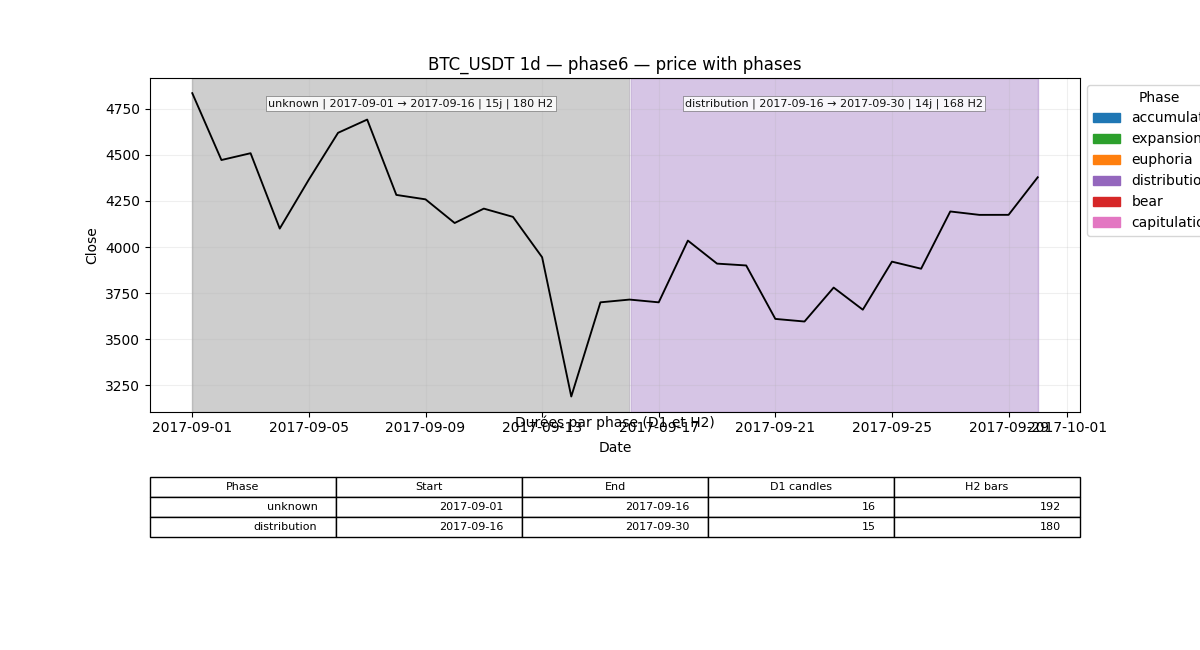 BTC_USDT 1d — phase6 — price with phases
unknown | 2017-09-01 → 2017-09-16 | 15j | 180 H2
distribution | 2017-09-16 → 2017-09-30 | 14j | 168 H2
Phase
accumulat
expansion
euphoria
distributio
bear
capitulatio
Close
4750
4500
4250
4000
3750
3500
3250
Durées par phase (D1 et H2)
2017-09-01 2017-09-05 2017-09-09 2017-09-13 2017-09-17 2017-09-21 2017-09-25 2017-09-29 2017-10-01
Date
Phase Start End D1 candles H2 bars
unknown 2017-09-01 2017-09-16 16 192
distribution 2017-09-16 2017-09-30 15 180